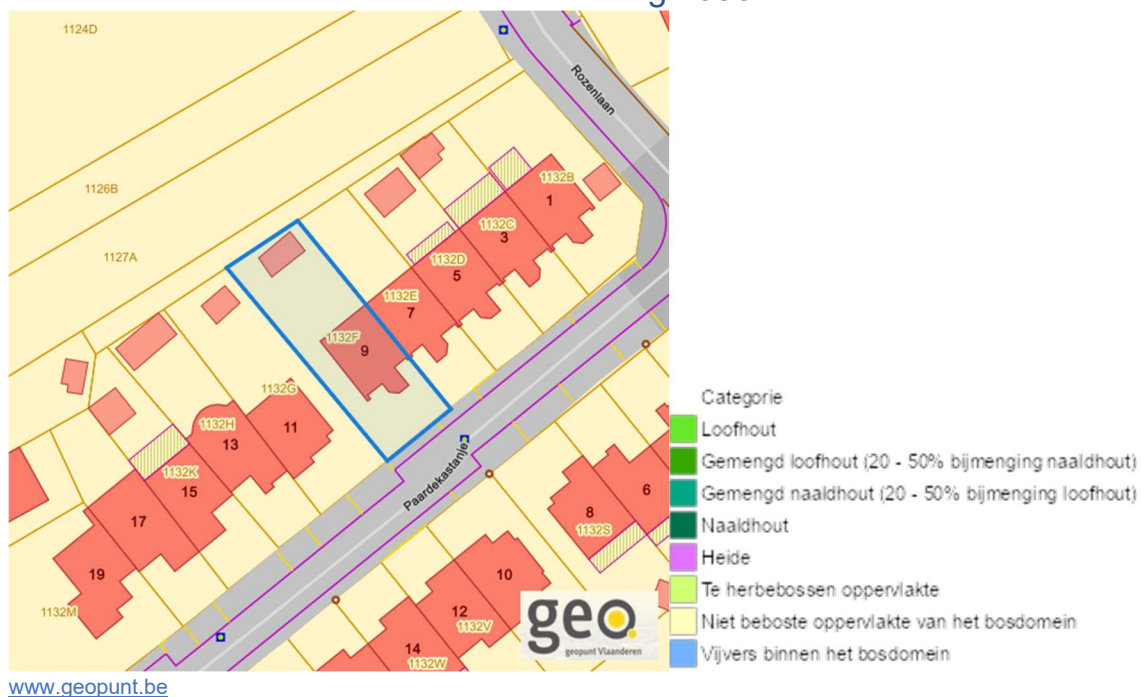 1124D
Rozenlaan
1126B
1127A
1132B
1
1132C
3
1132D
5
1132E
7
1132F
9
1132G
11
1132H
13
1132K
15
17
19
1132M
Paardekastanje
6
8
1132S
10
12
1132V
14
1132W
geo.
geopunt Vlaanderen
Categorie
Loofhout
Gemengd loofhout (20 - 50% bijmenging naaldhout)
Gemengd naaldhout (20 - 50% bijmenging loofhout)
Naaldhout
Heide
Te herbebossen oppervlakte
Niet beboste oppervlakte van het bosdomein
Vijvers binnen het bosdomein
www.geopunt.be